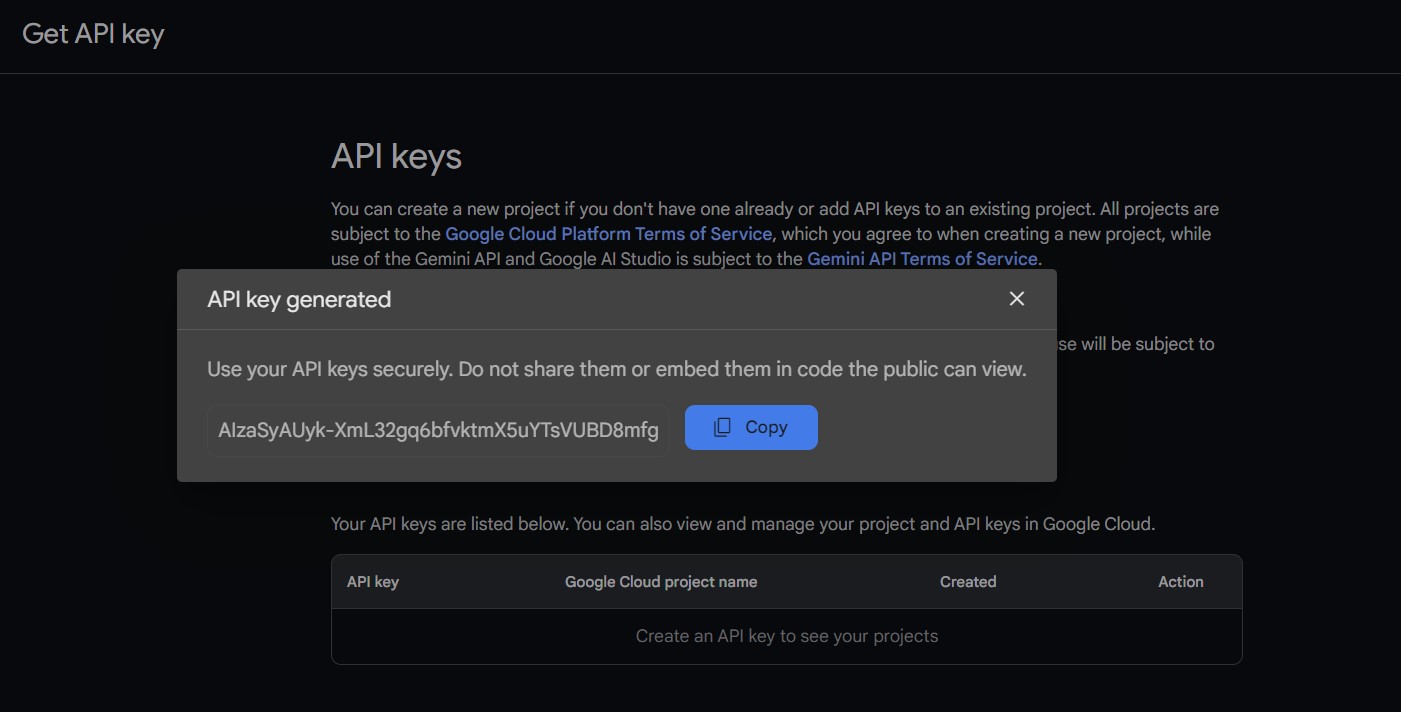 Get API key
API keys
You can create a new project if you don't have one already or add API keys to an existing project. All projects are
subject to the Google Cloud Platform Terms of Service, which you agree to when creating a new project, while
use of the Gemini API and Google AI Studio is subject to the Gemini API Terms of Service.
API key generated
se will be subject to
Use your API keys securely. Do not share them or embed them in code the public can view.
AIzaSyAUyk-XmL32gq6bfvktmX5uYTsVUBD8mfg
Copy
Your API keys are listed below. You can also view and manage your project and API keys in Google Cloud.
API key Google Cloud project name Created Action
Create an API key to see your projects